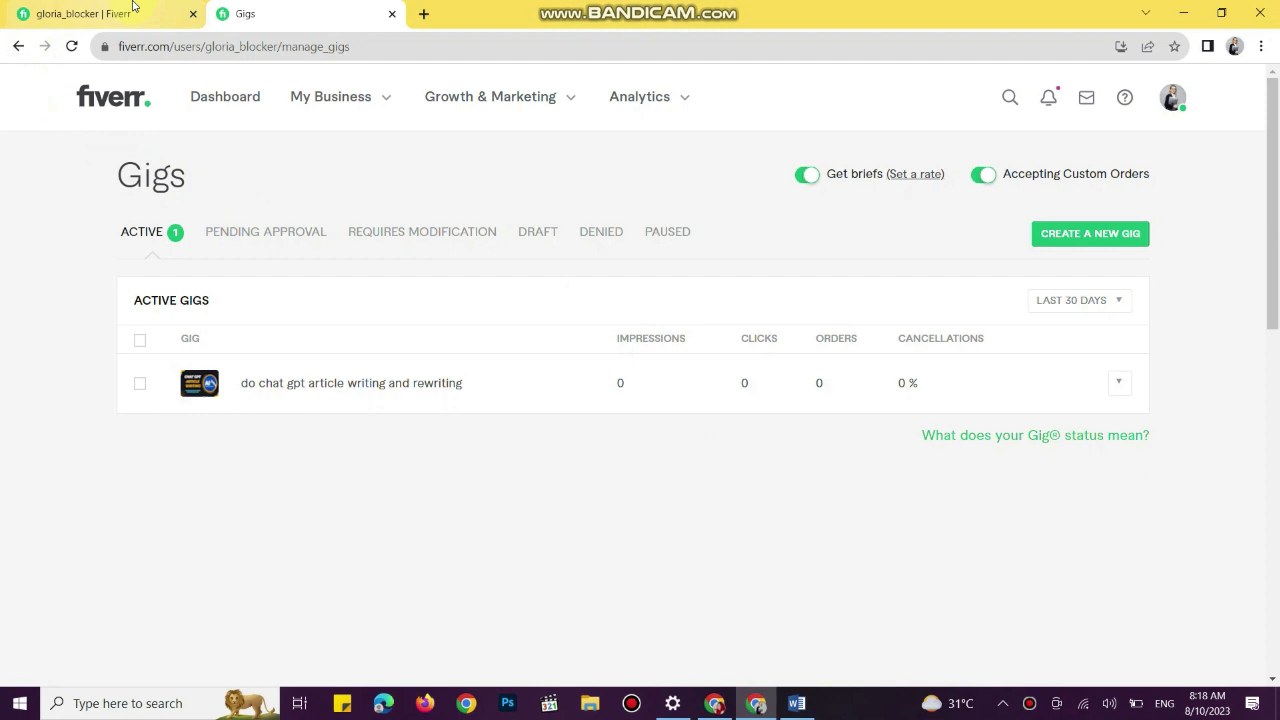 gloria_blocker | Fiverr
Gigs
www.BANDICAM.com
fiverr.com/users/gloria_blocker/manage_gigs
fiverr.
Dashboard
My Business
Growth & Marketing
Analytics
Gigs
Get briefs (Set a rate)
Accepting Custom Orders
ACTIVE 1
PENDING APPROVAL
REQUIRES MODIFICATION
DRAFT
DENIED
PAUSED
CREATE A NEW GIG
ACTIVE GIGS
LAST 30 DAYS
GIG
IMPRESSIONS
CLICKS
ORDERS
CANCELLATIONS
do chat gpt article writing and rewriting
0
0
0
0 %
What does your Gig® status mean?
Type here to search
Ps
31°C
ENG
8:18 AM
8/10/2023